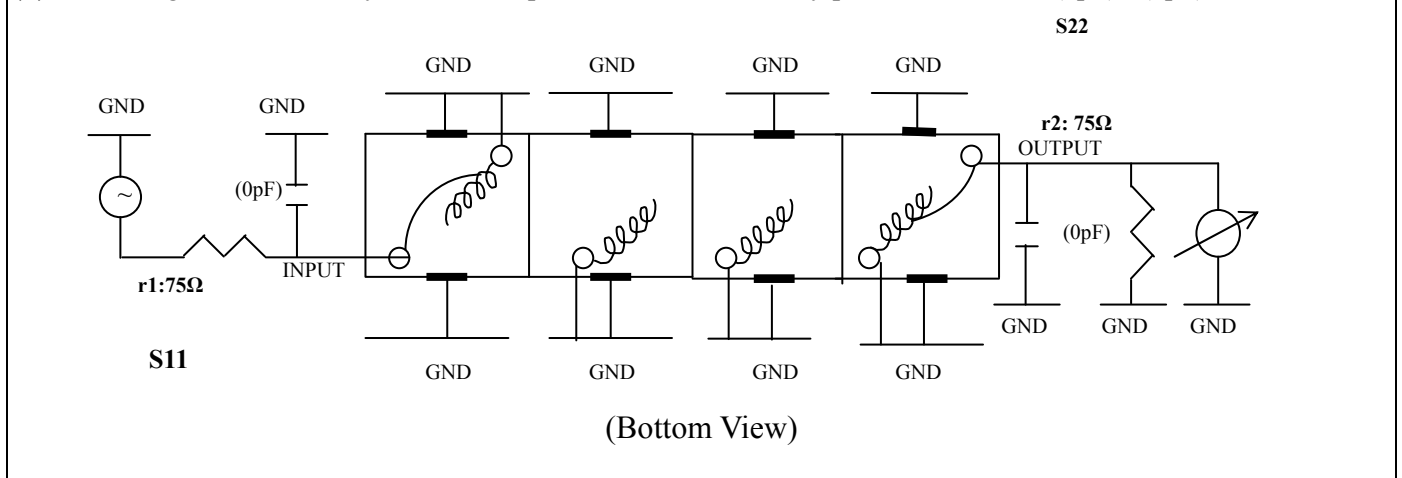 S22
GND GND GND GND
GND GND
r2: 75Ω
OUTPUT
~
(0pF)
(0pF)
INPUT
r1:75Ω
GND GND GND
S11
GND GND GND GND
(Bottom View)